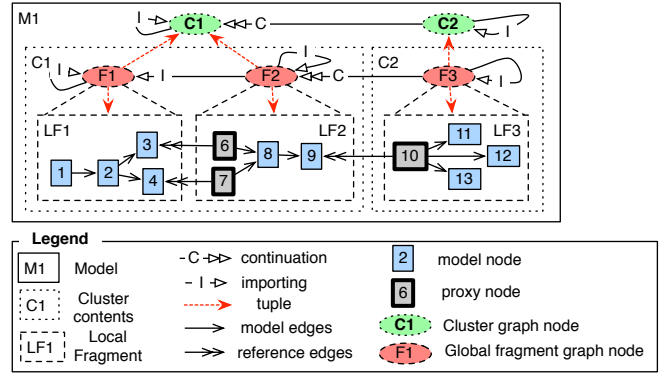 M1
C1
C2
I
C
I
C1
C2
I
F1
I
F2
I
C
F3
I
LF1
LF2
LF3
1
2
3
4
6
7
8
9
10
11
12
13
Legend
M1 Model
C1 Cluster contents
LF1 Local Fragment
C continuation
I importing
tuple
model edges
reference edges
2 model node
6 proxy node
C1 Cluster graph node
F1 Global fragment graph node